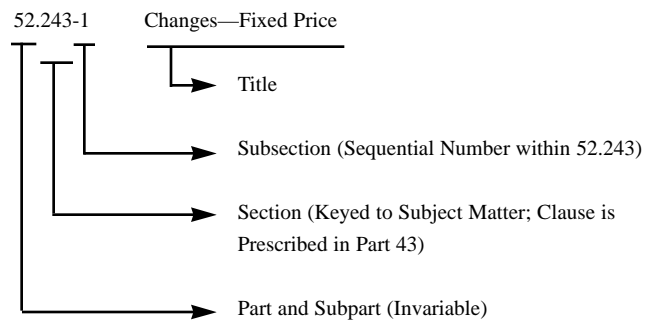 52.243-1 Changes—Fixed Price
Title
Subsection (Sequential Number within 52.243)
Section (Keyed to Subject Matter; Clause is
Prescribed in Part 43)
Part and Subpart (Invariable)